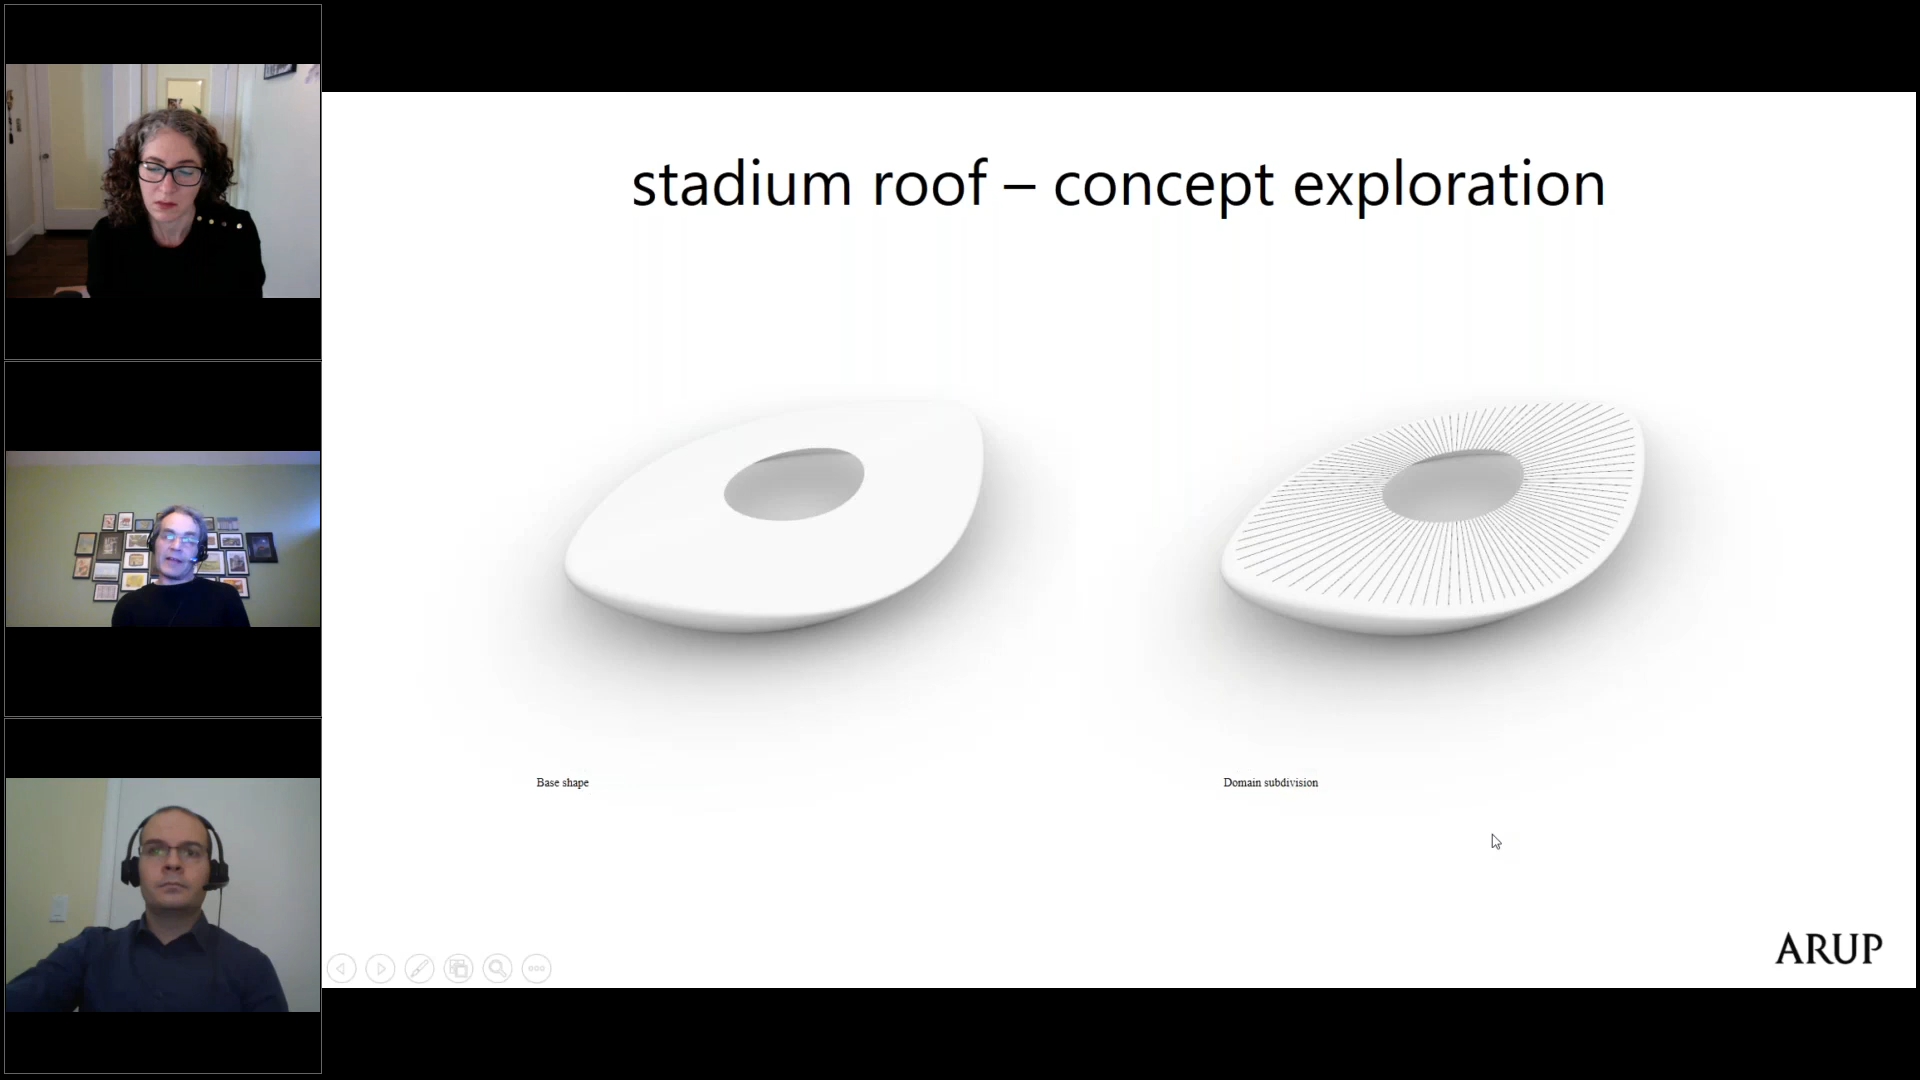 stadium roof – concept exploration
Base shape
Domain subdivision
ARUP